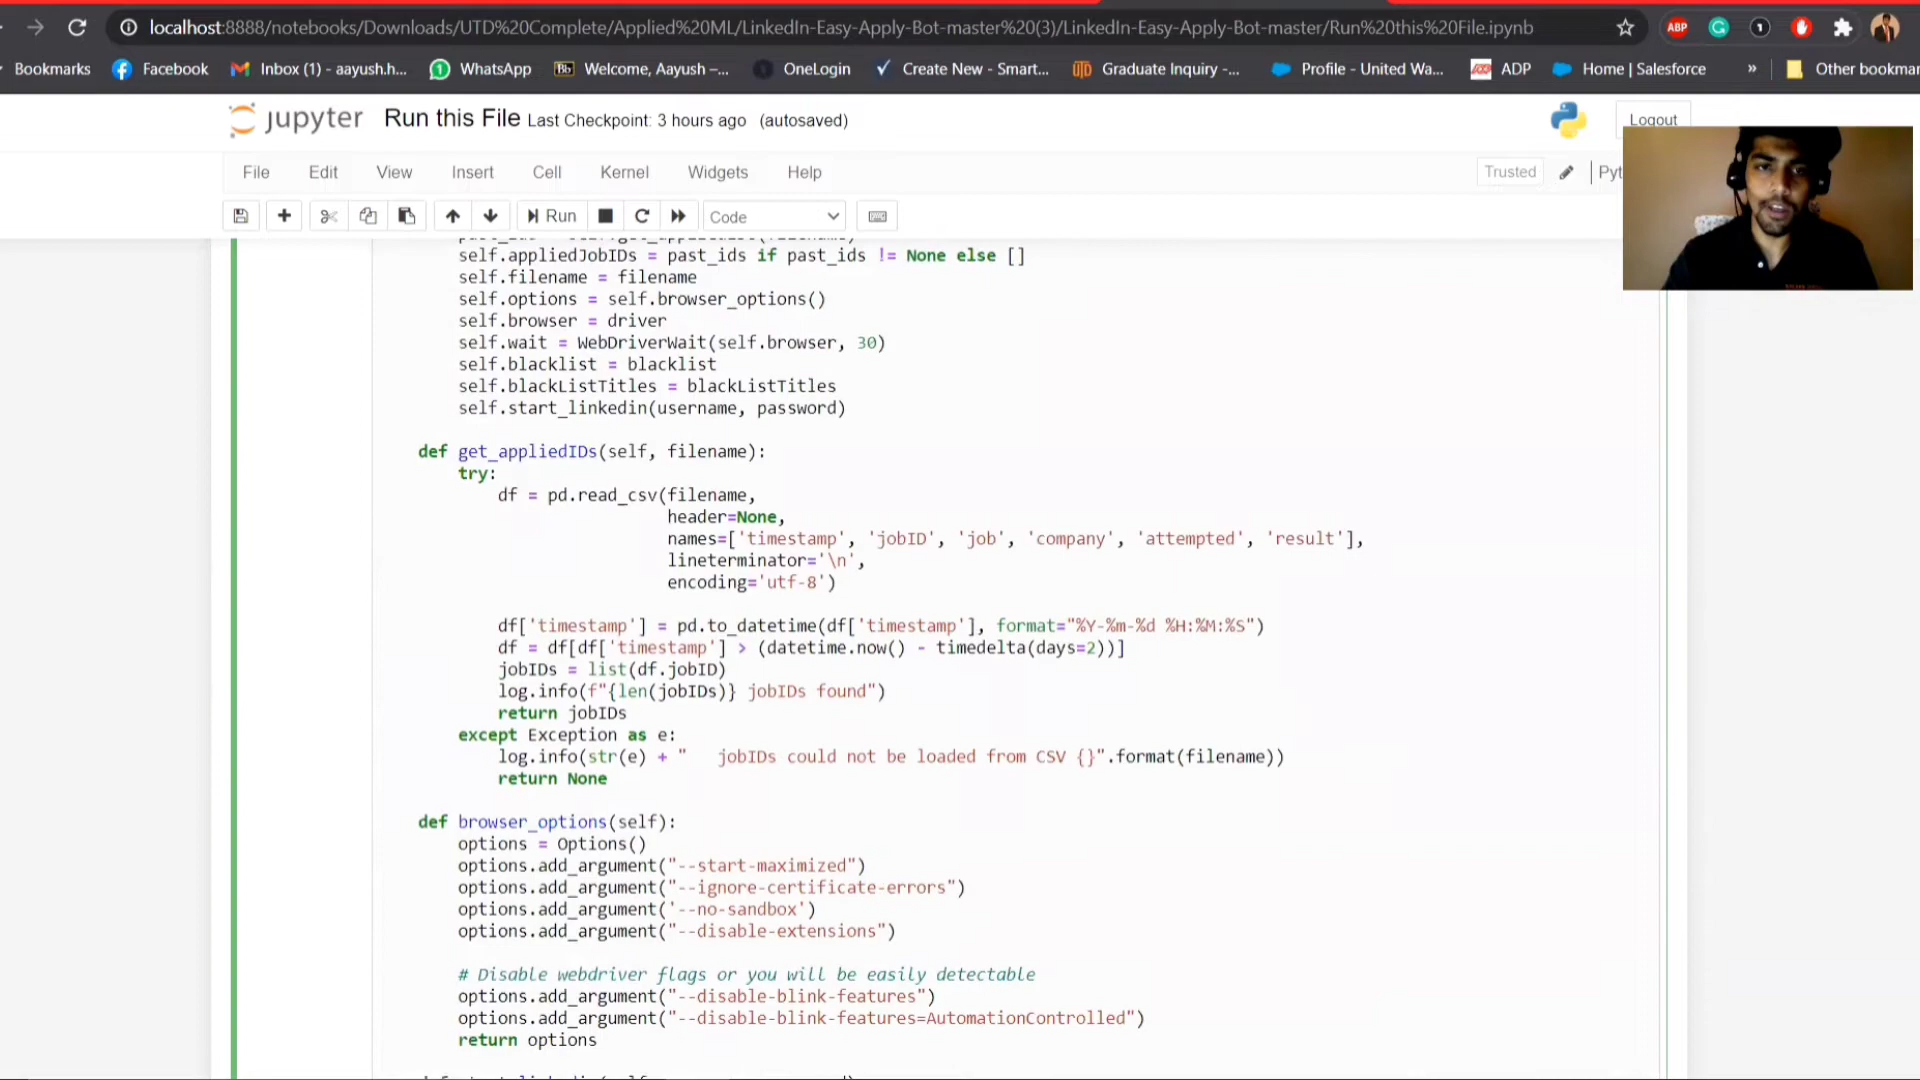 localhost:8888/notebooks/Downloads/UTD%20Complete/Applied%20ML/LinkedIn-Easy-Apply-Bot-master%20(3)/LinkedIn-Easy-Apply-Bot-master/Run%20this%20File.ipynb ABP
Bookmarks Facebook Inbox (1) - aayush.h... WhatsApp Bb Welcome, Aayush –... OneLogin Create New - Smart... UTD Graduate Inquiry -... Profile - United Wa... ADP Home | Salesforce » Other bookmar
jupyter Run this File Last Checkpoint: 3 hours ago (autosaved) Logout
File Edit View Insert Cell Kernel Widgets Help Trusted Pyt
Run Code
self.appliedJobIDs = past_ids if past_ids != None else []
self.filename = filename
self.options = self.browser_options()
self.browser = driver
self.wait = WebDriverWait(self.browser, 30)
self.blacklist = blacklist
self.blackListTitles = blackListTitles
self.start_linkedin(username, password)
def get_appliedIDs(self, filename):
try:
df = pd.read_csv(filename,
header=None,
names=['timestamp', 'jobID', 'job', 'company', 'attempted', 'result'],
lineterminator='\n',
encoding='utf-8')
df['timestamp'] = pd.to_datetime(df['timestamp'], format="%Y-%m-%d %H:%M:%S")
df = df[df['timestamp'] > (datetime.now() - timedelta(days=2))]
jobIDs = list(df.jobID)
log.info(f"{len(jobIDs)} jobIDs found")
return jobIDs
except Exception as e:
log.info(str(e) + "   jobIDs could not be loaded from CSV {}".format(filename))
return None
def browser_options(self):
options = Options()
options.add_argument("--start-maximized")
options.add_argument("--ignore-certificate-errors")
options.add_argument('--no-sandbox')
options.add_argument("--disable-extensions")
# Disable webdriver flags or you will be easily detectable
options.add_argument("--disable-blink-features")
options.add_argument("--disable-blink-features=AutomationControlled")
return options